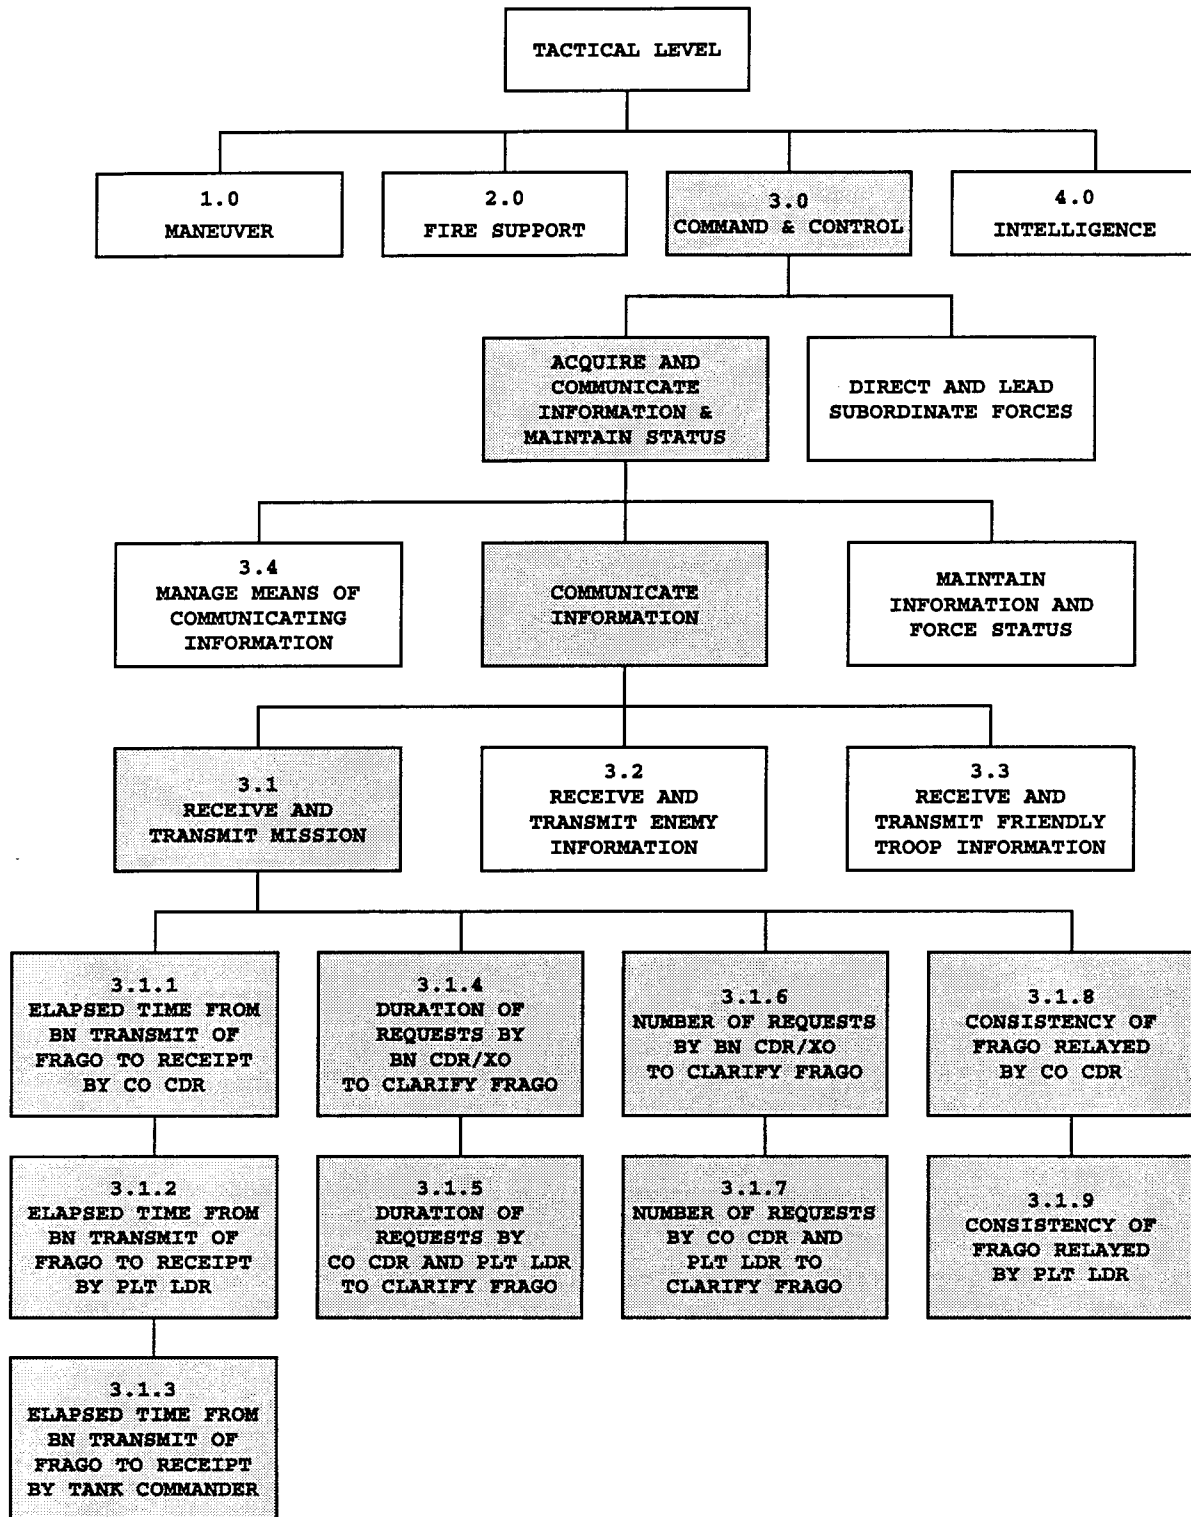 TACTICAL LEVEL
1.0
MANEUVER
2.0
FIRE SUPPORT
3.0
COMMAND & CONTROL
4.0
INTELLIGENCE
ACQUIRE AND
COMMUNICATE
INFORMATION &
MAINTAIN STATUS
DIRECT AND LEAD
SUBORDINATE FORCES
3.4
MANAGE MEANS OF
COMMUNICATING
INFORMATION
COMMUNICATE
INFORMATION
MAINTAIN
INFORMATION AND
FORCE STATUS
3.1
RECEIVE AND
TRANSMIT MISSION
3.2
RECEIVE AND
TRANSMIT ENEMY
INFORMATION
3.3
RECEIVE AND
TRANSMIT FRIENDLY
TROOP INFORMATION
3.1.1
ELAPSED TIME FROM
BN TRANSMIT OF
FRAGO TO RECEIPT
BY CO CDR
3.1.4
DURATION OF
REQUESTS BY
BN CDR/XO
TO CLARIFY FRAGO
3.1.6
NUMBER OF REQUESTS
BY BN CDR/XO
TO CLARIFY FRAGO
3.1.8
CONSISTENCY OF
FRAGO RELAYED
BY CO CDR
3.1.2
ELAPSED TIME FROM
BN TRANSMIT OF
FRAGO TO RECEIPT
BY PLT LDR
3.1.5
DURATION OF
REQUESTS BY
CO CDR AND PLT LDR
TO CLARIFY FRAGO
3.1.7
NUMBER OF REQUESTS
BY CO CDR AND
PLT LDR TO
CLARIFY FRAGO
3.1.9
CONSISTENCY OF
FRAGO RELAYED
BY PLT LDR
3.1.3
ELAPSED TIME FROM
BN TRANSMIT OF
FRAGO TO RECEIPT
BY TANK COMMANDER